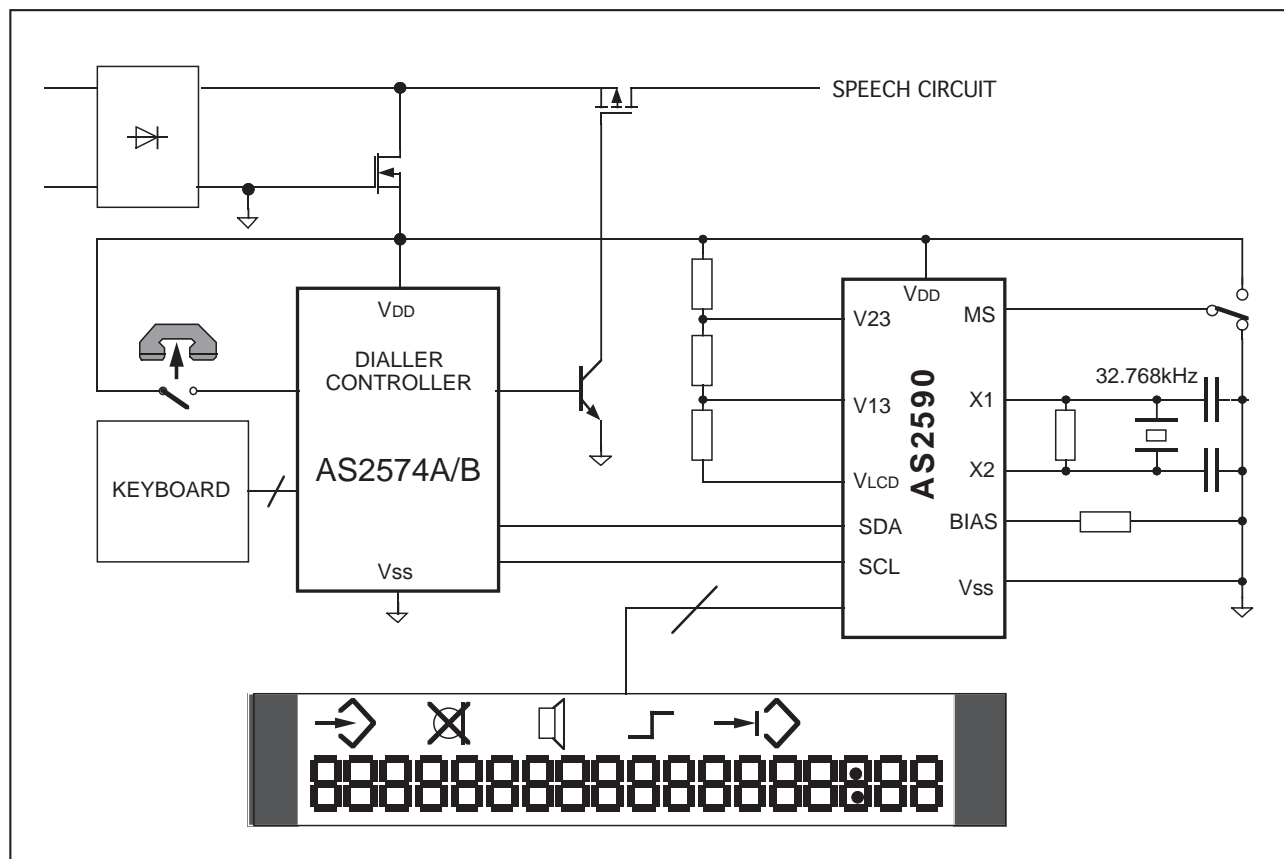 SPEECH CIRCUIT
VDD
DIALLER
CONTROLLER
AS2574A/B
VSS
KEYBOARD
VDD
V23
V13
VLCD
SDA
SCL
AS2590
MS
X1
X2
BIAS
VSS
32.768kHz